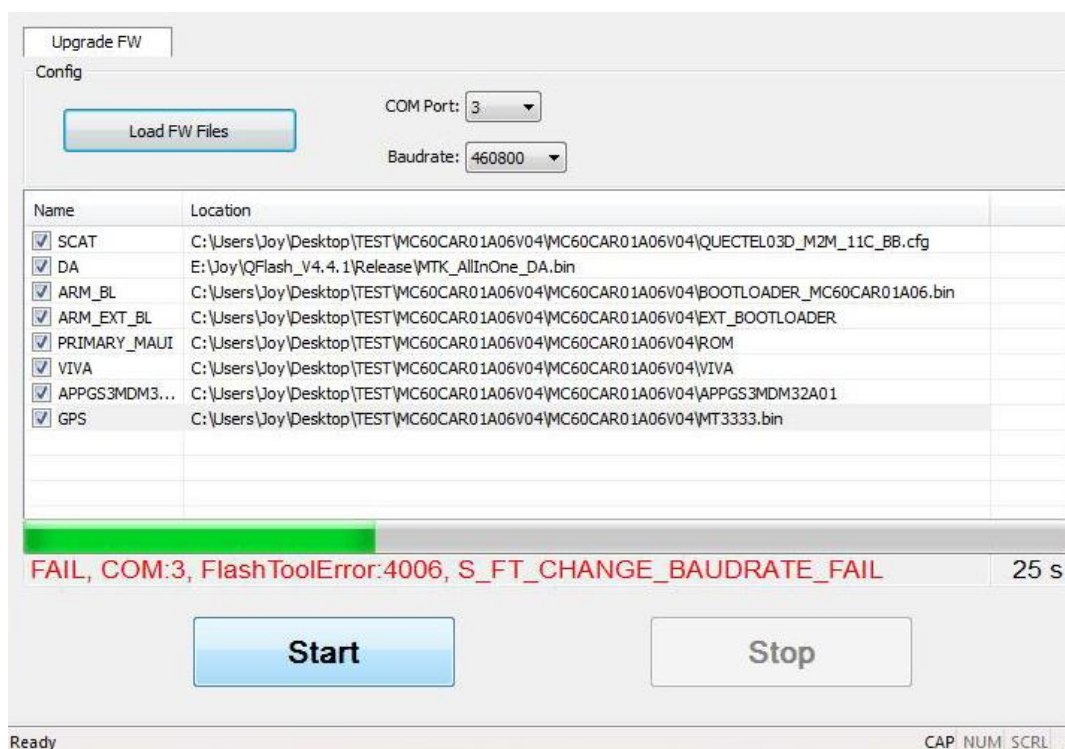 Upgrade FW
Config
Load FW Files
COM Port: 3
Baudrate: 460800
Name Location
SCAT C:\Users\Joy\Desktop\TEST\MC60CAR01A06V04\MC60CAR01A06V04\QUECTEL03D_M2M_11C_BB.cfg
DA E:\Joy\QFlash_V4.4.1\Release\MTK_AllInOne_DA.bin
ARM_BL C:\Users\Joy\Desktop\TEST\MC60CAR01A06V04\MC60CAR01A06V04\BOOTLOADER_MC60CAR01A06.bin
ARM_EXT_BL C:\Users\Joy\Desktop\TEST\MC60CAR01A06V04\MC60CAR01A06V04\EXT_BOOTLOADER
PRIMARY_MAUI C:\Users\Joy\Desktop\TEST\MC60CAR01A06V04\MC60CAR01A06V04\ROM
VIVA C:\Users\Joy\Desktop\TEST\MC60CAR01A06V04\MC60CAR01A06V04\VIVA
APPGS3MDM3... C:\Users\Joy\Desktop\TEST\MC60CAR01A06V04\MC60CAR01A06V04\APPGS3MDM32A01
GPS C:\Users\Joy\Desktop\TEST\MC60CAR01A06V04\MC60CAR01A06V04\MT3333.bin
FAIL, COM:3, FlashToolError:4006, S_FT_CHANGE_BAUDRATE_FAIL 25 s
Start Stop
Ready CAP NUM SCRL